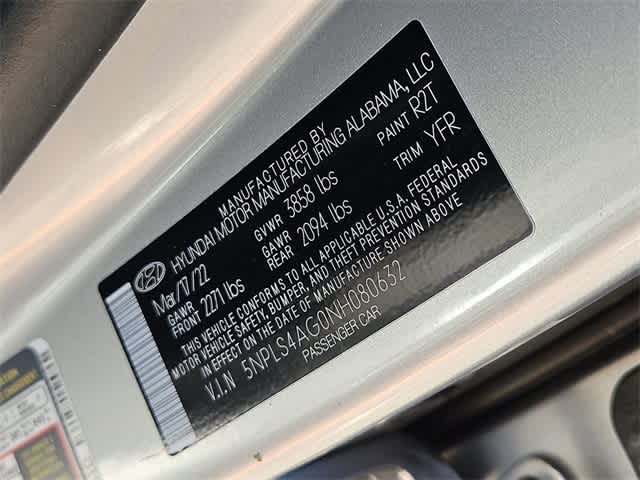 MANUFACTURED BY
HYUNDAI MOTOR MANUFACTURING ALABAMA, LLC
Mar/17/22 GVWR 3858 lbs PAINT R2T
GAWR FRONT 2271 lbs GAWR REAR 2094 lbs TRIM YFR
THIS VEHICLE CONFORMS TO ALL APPLICABLE U.S.A. FEDERAL
MOTOR VEHICLE SAFETY, BUMPER, AND THEFT PREVENTION STANDARDS
IN EFFECT ON THE DATE OF MANUFACTURE SHOWN ABOVE
V.I.N 5NPLS4AG0NH080632
PASSENGER CAR